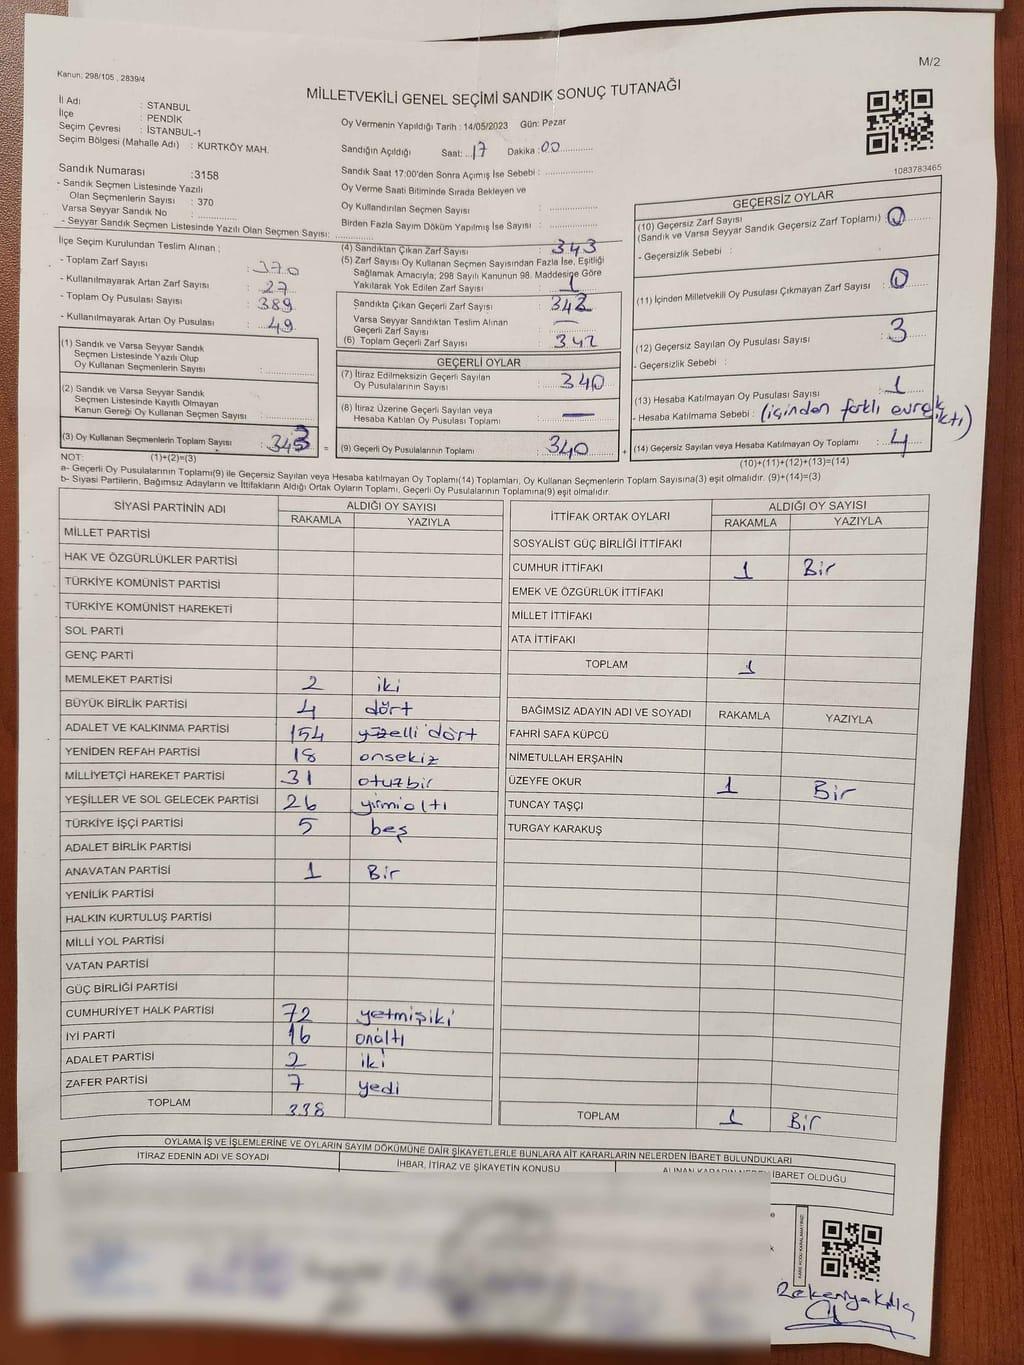 M/2
Kanun: 298/105 , 2839/4
MİLLETVEKİLİ GENEL SEÇİMİ SANDIK SONUÇ TUTANAĞI
İl Adı : STANBUL
İlçe : PENDİK
Seçim Çevresi : İSTANBUL-1
Seçim Bölgesi (Mahalle Adı) : KURTKÖY MAH.
Oy Vermenin Yapıldığı Tarih : 14/05/2023 Gün: Pazar
Sandığın Açıldığı Saat: 17 Dakika: 00
Sandık Saat 17:00'den Sonra Açımış İse Sebebi :
Oy Verme Saati Bitiminde Sırada Bekleyen ve
Oy Kullandırılan Seçmen Sayısı :
Birden Fazla Sayım Döküm Yapılmış İse Sayısı :
1083783465
Sandık Numarası :3158
- Sandık Seçmen Listesinde Yazılı
Olan Seçmenlerin Sayısı : 370
Varsa Seyyar Sandık No :
- Seyyar Sandık Seçmen Listesinde Yazılı Olan Seçmen Sayısı:
İlçe Seçim Kurulundan Teslim Alınan ;
- Toplam Zarf Sayısı : 370
- Kullanılmayarak Artan Zarf Sayısı : 27
- Toplam Oy Pusulası Sayısı : 389
- Kullanılmayarak Artan Oy Pusulası : 49
(1) Sandık ve Varsa Seyyar Sandık
Seçmen Listesinde Yazılı Olup
Oy Kullanan Seçmenlerin Sayısı :
(2) Sandık ve Varsa Seyyar Sandık
Seçmen Listesinde Kayıtlı Olmayan
Kanun Gereği Oy Kullanan Seçmen Sayısı :
(3) Oy Kullanan Seçmenlerin Toplam Sayısı : 343
(4) Sandıktan Çıkan Zarf Sayısı : 343
(5) Zarf Sayısı Oy Kullanan Seçmen Sayısından Fazla İse, Eşitliği
Sağlamak Amacıyla; 298 Sayılı Kanunun 98. Maddesine Göre
Yakılarak Yok Edilen Zarf Sayısı : 1
Sandıkta Çıkan Geçerli Zarf Sayısı : 342
Varsa Seyyar Sandıktan Teslim Alınan
Geçerli Zarf Sayısı : —
(6) Toplam Geçerli Zarf Sayısı : 342
GEÇERLİ OYLAR
(7) İtiraz Edilmeksizin Geçerli Sayılan
Oy Pusulalarının Sayısı : 340
(8) İtiraz Üzerine Geçerli Sayılan veya
Hesaba Katılan Oy Pusulası Toplamı : —
= (9) Geçerli Oy Pusulalarının Toplamı : 340 +
GEÇERSİZ OYLAR
(10) Geçersiz Zarf Sayısı
(Sandık ve Varsa Seyyar Sandık Geçersiz Zarf Toplamı) : 0
- Geçersizlik Sebebi :
(11) İçinden Milletvekili Oy Pusulası Çıkmayan Zarf Sayısı : 0
(12) Geçersiz Sayılan Oy Pusulası Sayısı : 3
- Geçersizlik Sebebi :
(13) Hesaba Katılmayan Oy Pusulası Sayısı : 1
- Hesaba Katılmama Sebebi : (içinden farklı evrak çıktı)
(14) Geçersiz Sayılan veya Hesaba Katılmayan Oy Toplamı : 4
NOT: (1)+(2)=(3)
(10)+(11)+(12)+(13)=(14)
a- Geçerli Oy Pusulalarının Toplamı(9) ile Geçersiz Sayılan veya Hesaba katılmayan Oy Toplamı(14) Toplamları, Oy Kullanan Seçmenlerin Toplam Sayısına(3) eşit olmalıdır. (9)+(14)=(3)
b- Siyasi Partilerin, Bağımsız Adayların ve İttifakların Aldığı Ortak Oyların Toplamı, Geçerli Oy Pusulalarının Toplamına(9) eşit olmalıdır.
SİYASİ PARTİNİN ADI ALDIĞI OY SAYISI
RAKAMLA YAZIYLA
MİLLET PARTİSİ
HAK VE ÖZGÜRLÜKLER PARTİSİ
TÜRKİYE KOMÜNİST PARTİSİ
TÜRKİYE KOMÜNİST HAREKETİ
SOL PARTİ
GENÇ PARTİ
MEMLEKET PARTİSİ 2 iki
BÜYÜK BİRLİK PARTİSİ 4 dört
ADALET VE KALKINMA PARTİSİ 154 yüzelli dört
YENİDEN REFAH PARTİSİ 18 onsekiz
MİLLİYETÇİ HAREKET PARTİSİ 31 otuzbir
YEŞİLLER VE SOL GELECEK PARTİSİ 26 yirmialtı
TÜRKİYE İŞÇİ PARTİSİ 5 beş
ADALET BİRLİK PARTİSİ
ANAVATAN PARTİSİ 1 Bir
YENİLİK PARTİSİ
HALKIN KURTULUŞ PARTİSİ
MİLLİ YOL PARTİSİ
VATAN PARTİSİ
GÜÇ BİRLİĞİ PARTİSİ
CUMHURİYET HALK PARTİSİ 72 yetmişiki
İYİ PARTİ 16 onaltı
ADALET PARTİSİ 2 iki
ZAFER PARTİSİ 7 yedi
TOPLAM 338
İTTİFAK ORTAK OYLARI ALDIĞI OY SAYISI
RAKAMLA YAZIYLA
SOSYALİST GÜÇ BİRLİĞİ İTTİFAKI
CUMHUR İTTİFAKI 1 Bir
EMEK VE ÖZGÜRLÜK İTTİFAKI
MİLLET İTTİFAKI
ATA İTTİFAKI
TOPLAM 1
BAĞIMSIZ ADAYIN ADI VE SOYADI RAKAMLA YAZIYLA
FAHRİ SAFA KÜPCÜ
NİMETULLAH ERŞAHİN
ÜZEYFE OKUR 1 Bir
TUNCAY TAŞÇI
TURGAY KARAKUŞ
TOPLAM 1 Bir
OYLAMA İŞ VE İŞLEMLERİNE VE OYLARIN SAYIM DÖKÜMÜNE DAİR ŞİKAYETLERLE BUNLARA AİT KARARLARIN NELERDEN İBARET BULUNDUKLARI
İTİRAZ EDENİN ADI VE SOYADI İHBAR, İTİRAZ VE ŞİKAYETİN KONUSU ALINAN KARARIN NEDEN İBARET OLDUĞU
KARE KODU KARALAMAYINIZ!
Zekeriya Kılıç